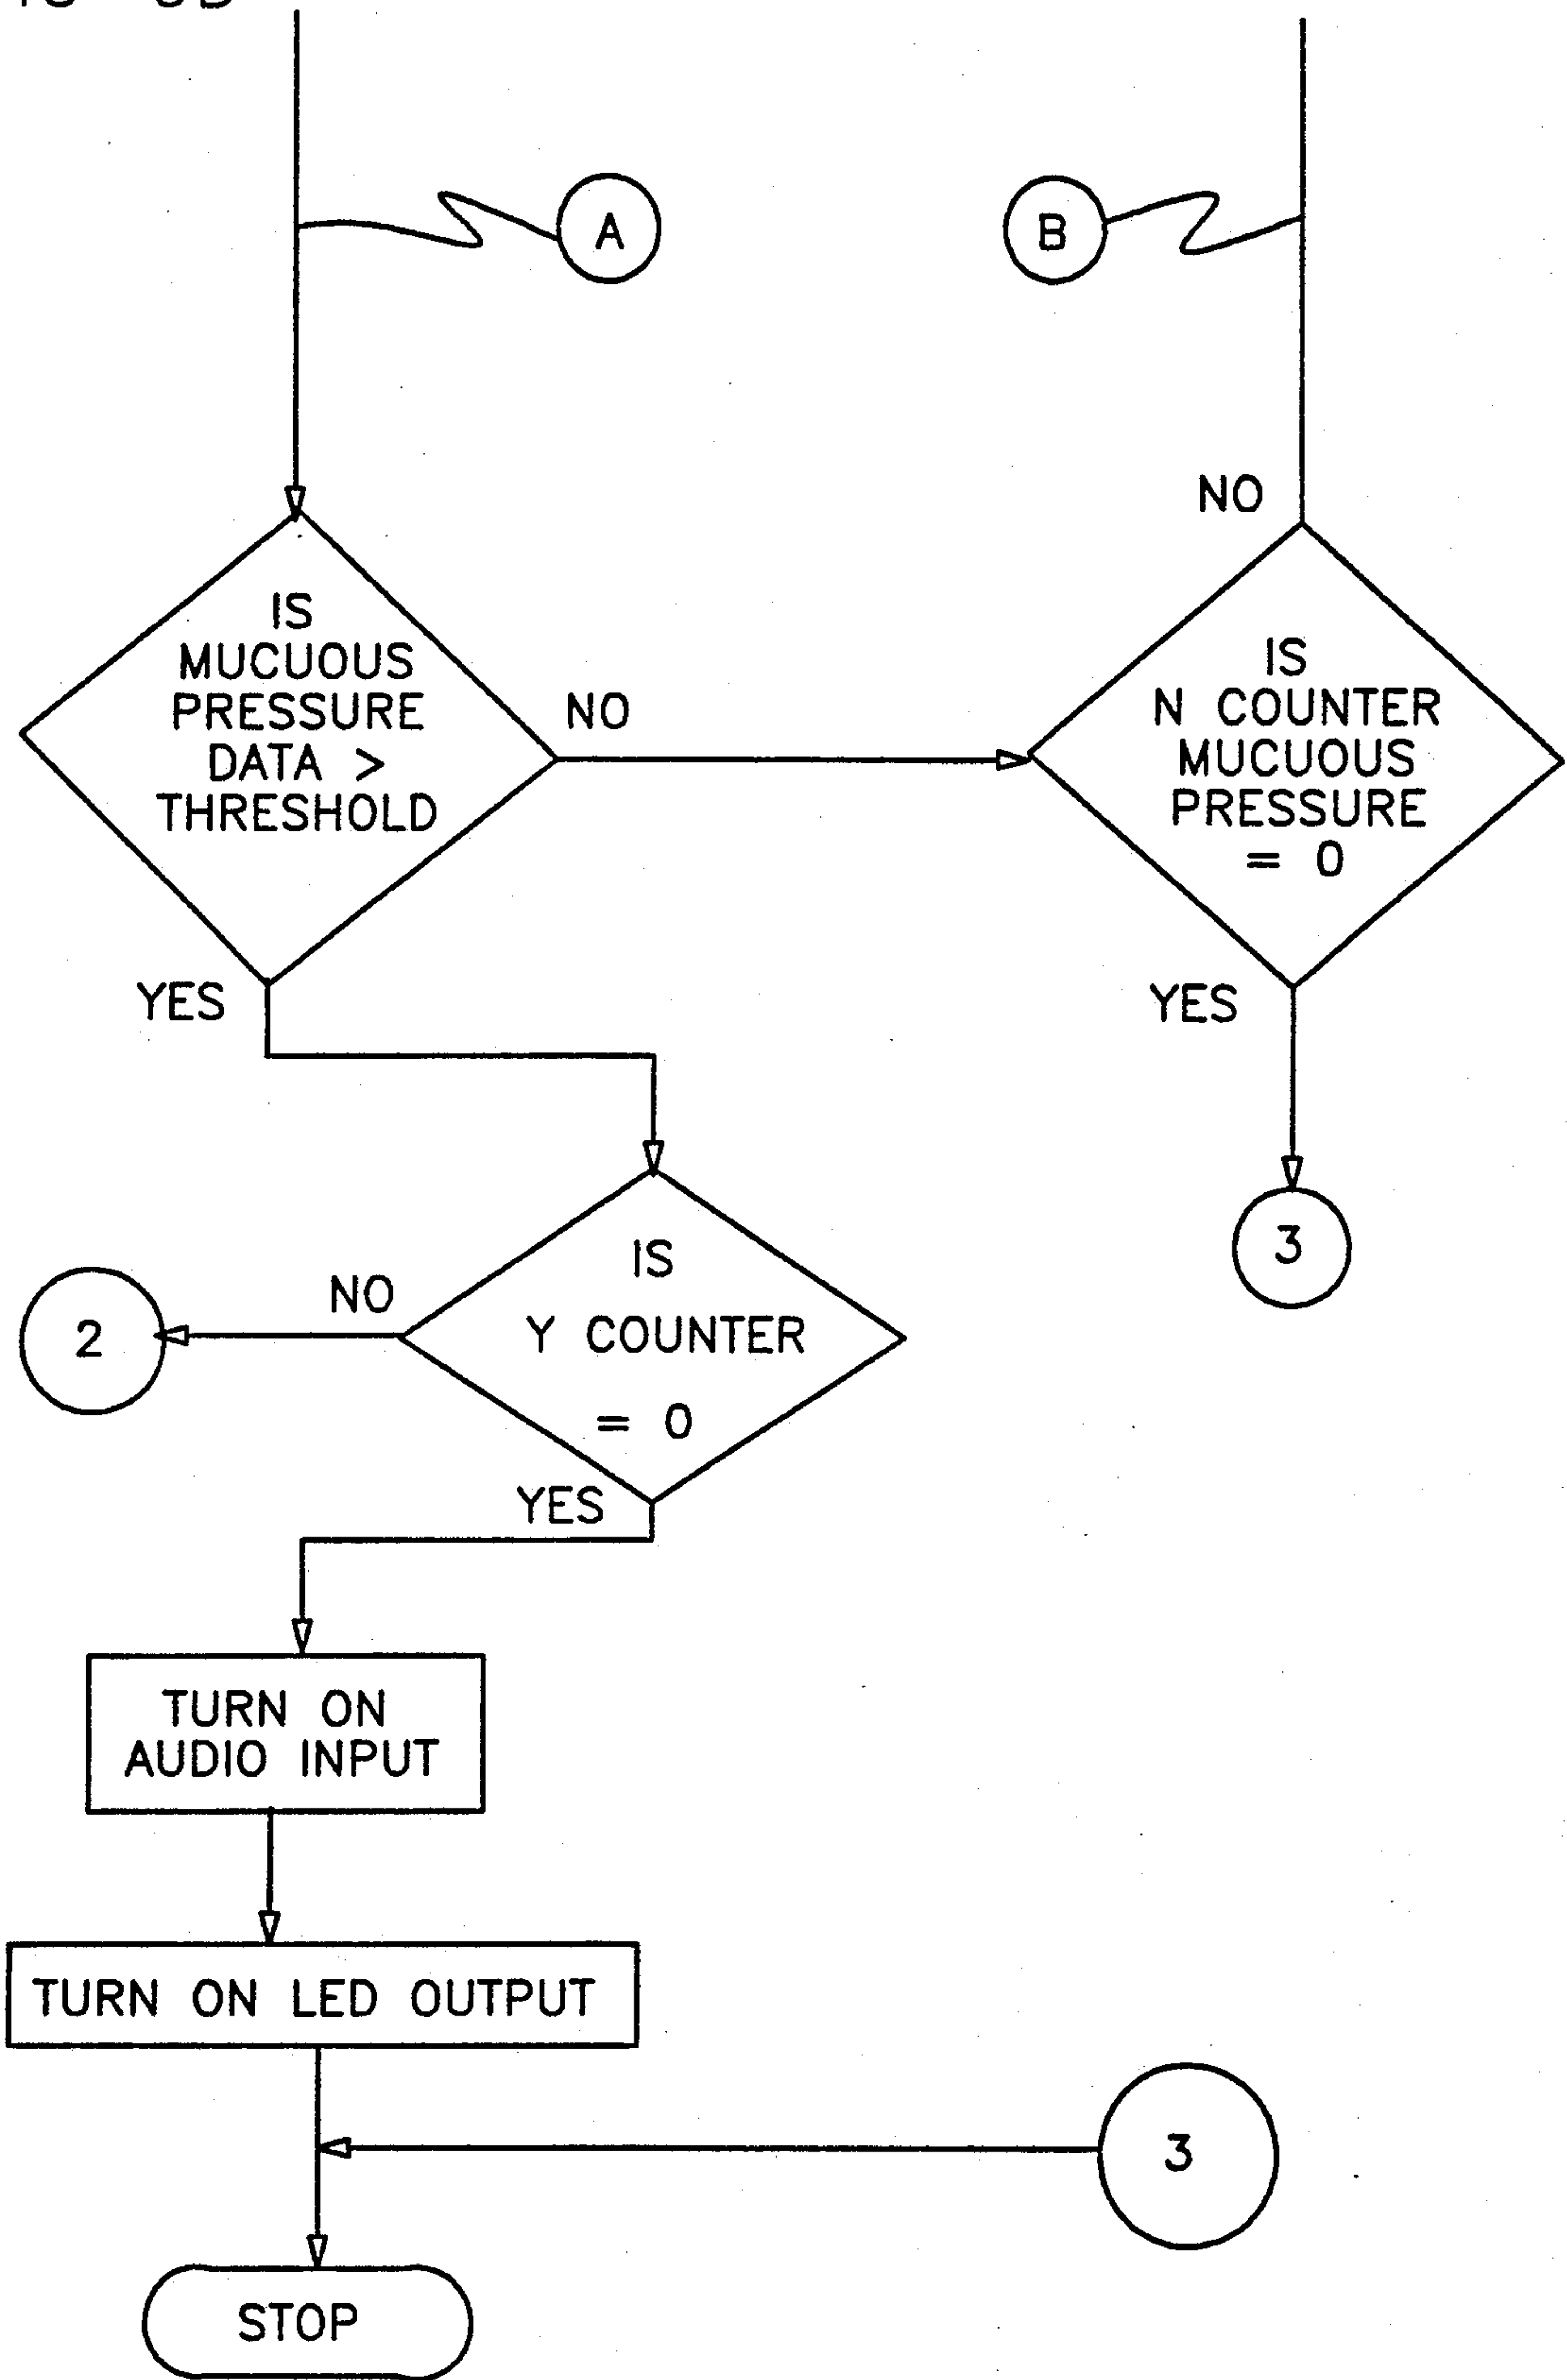 A
B
NO
IS
MUCUOUS
PRESSURE
DATA >
THRESHOLD
NO
IS
N COUNTER
MUCUOUS
PRESSURE
= 0
YES
YES
3
IS
Y COUNTER
= 0
NO
2
YES
TURN ON
AUDIO INPUT
TURN ON LED OUTPUT
3
STOP